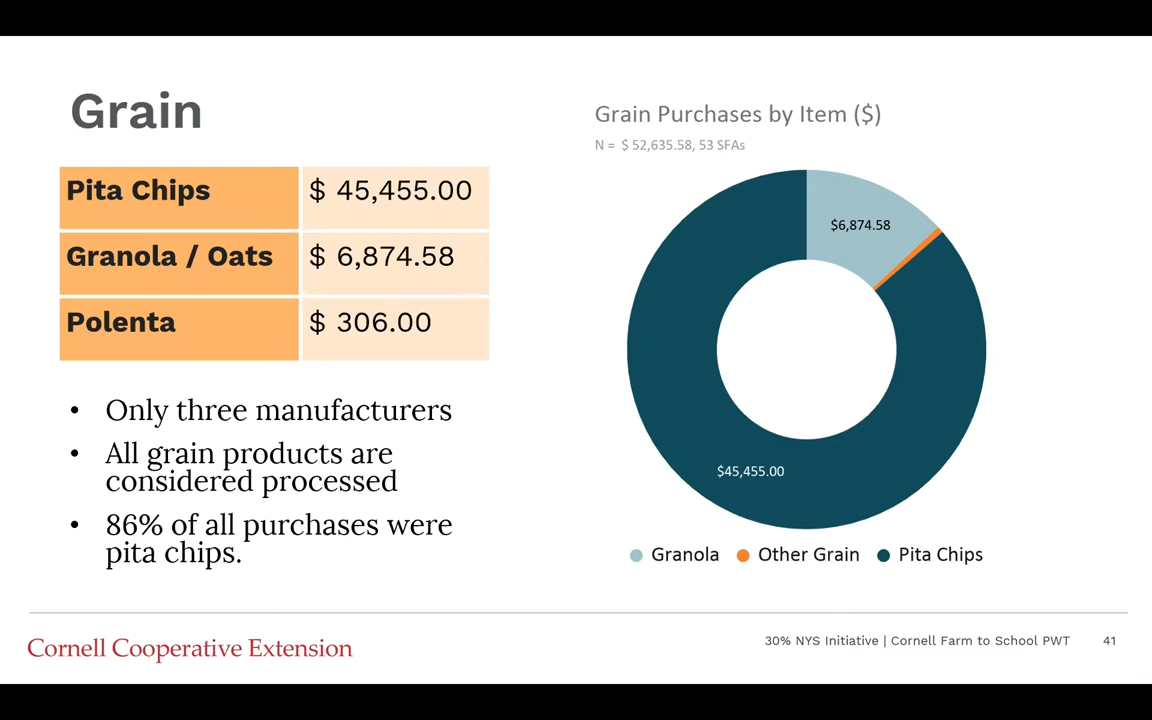 Grain
Pita Chips $ 45,455.00
Granola / Oats $ 6,874.58
Polenta $ 306.00
• Only three manufacturers
• All grain products are
considered processed
• 86% of all purchases were
pita chips.
Grain Purchases by Item ($)
N = $ 52,635.58, 53 SFAs
$6,874.58
$45,455.00
Granola Other Grain Pita Chips
Cornell Cooperative Extension
30% NYS Initiative | Cornell Farm to School PWT 41